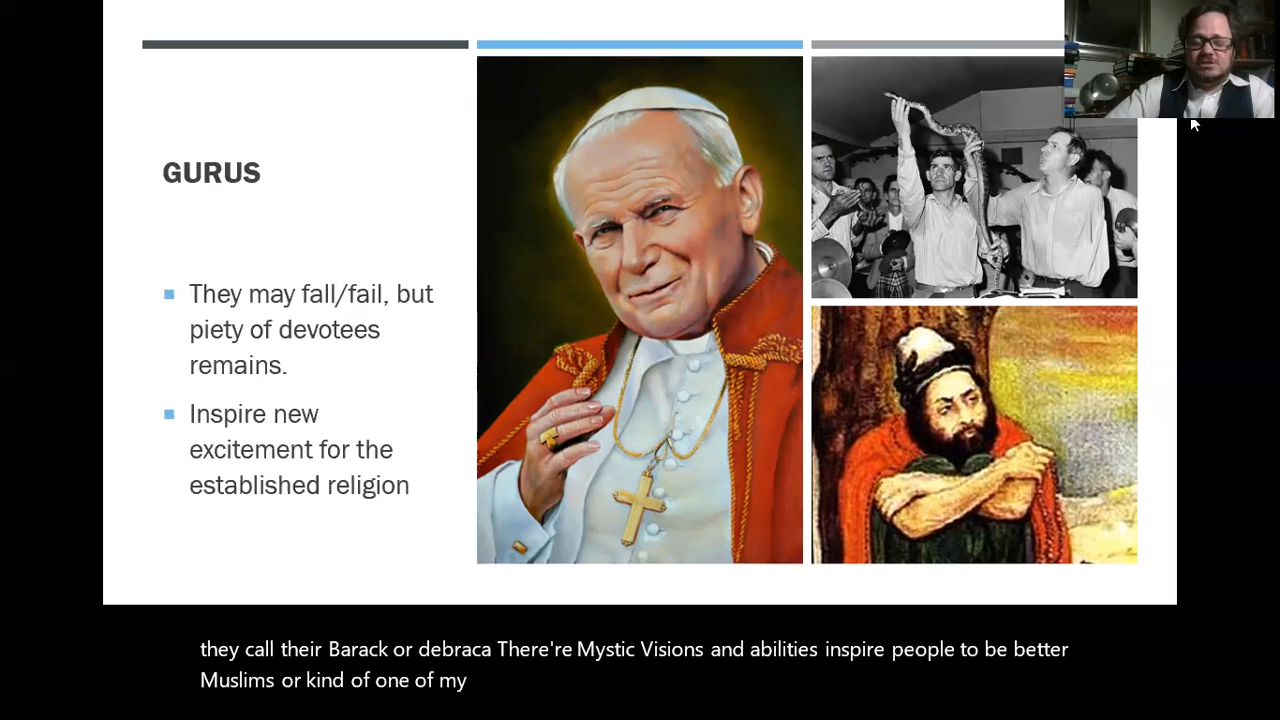 GURUS
They may fall/fail, but
piety of devotees
remains.
Inspire new
excitement for the
established religion
they call their Barack or debraca There're Mystic Visions and abilities inspire people to be better
Muslims or kind of one of my